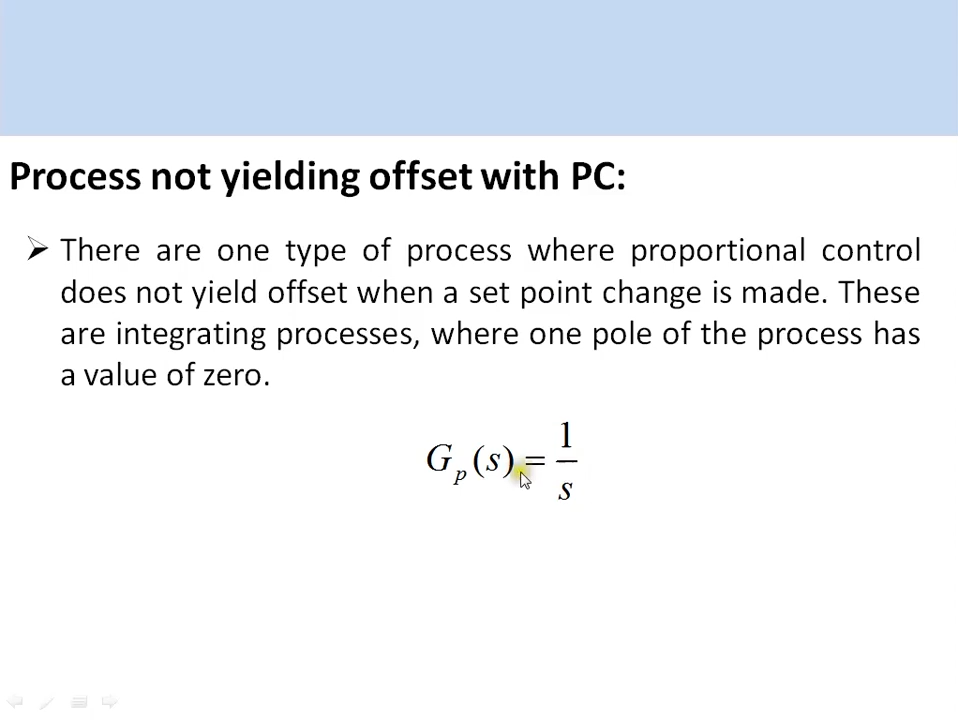 Process not yielding offset with PC:
➢ There are one type of process where proportional control
does not yield offset when a set point change is made. These
are integrating processes, where one pole of the process has
a value of zero.
G_p(s) = 1/s